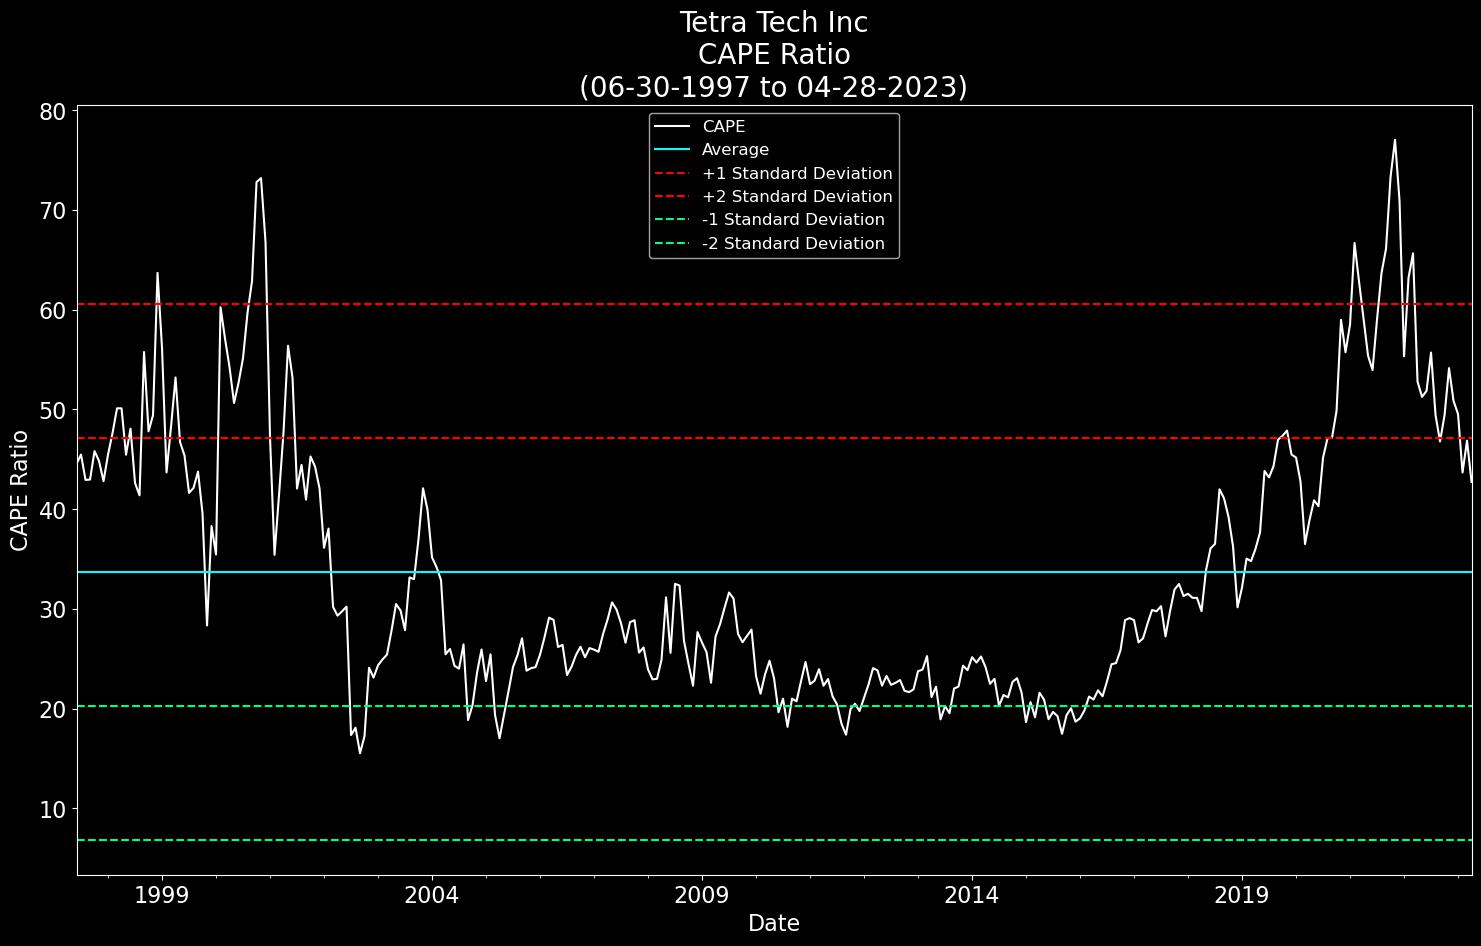 Tetra Tech Inc
CAPE Ratio
(06-30-1997 to 04-28-2023)
CAPE
Average
+1 Standard Deviation
+2 Standard Deviation
-1 Standard Deviation
-2 Standard Deviation
80
70
60
50
40
30
20
10
CAPE Ratio
1999
2004
2009
2014
2019
Date